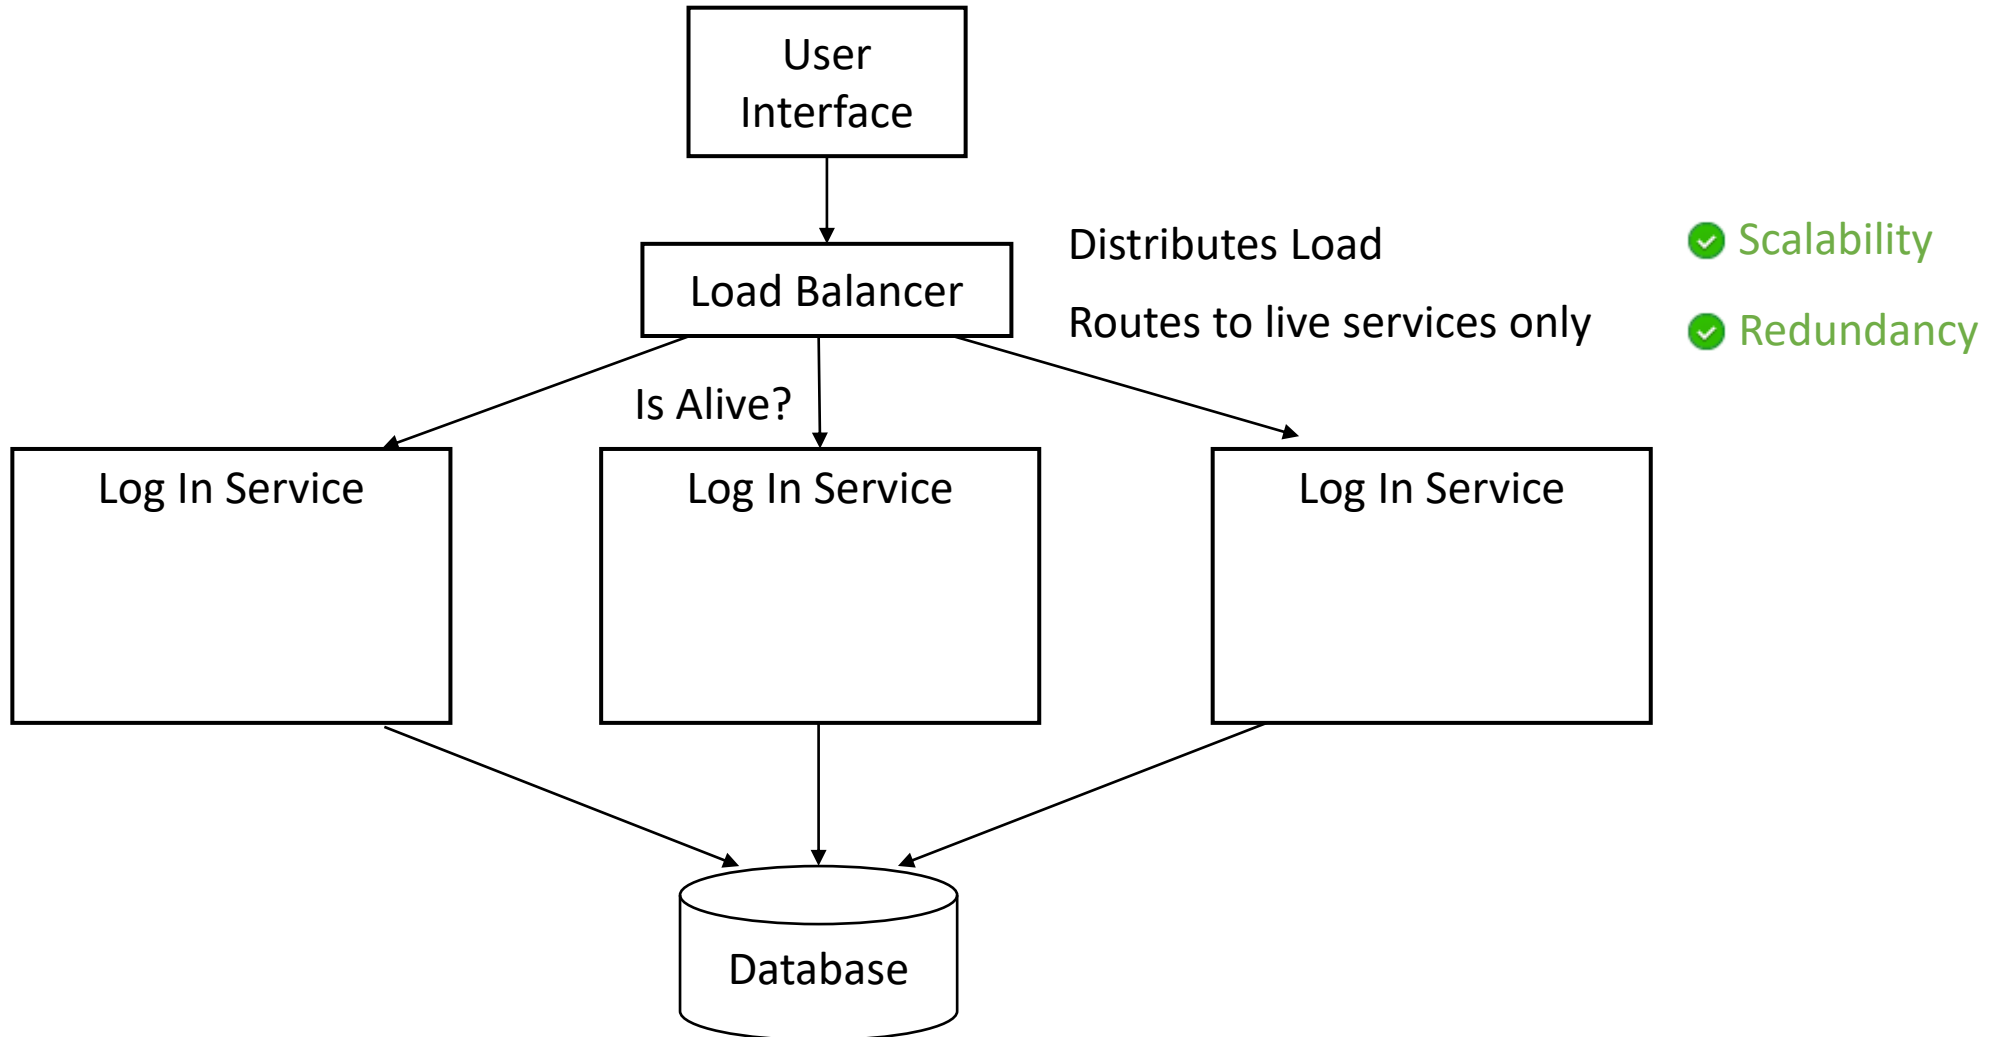 User
Interface
Load Balancer
Distributes Load
Routes to live services only
Scalability
Redundancy
Is Alive?
Log In Service
Log In Service
Log In Service
Database